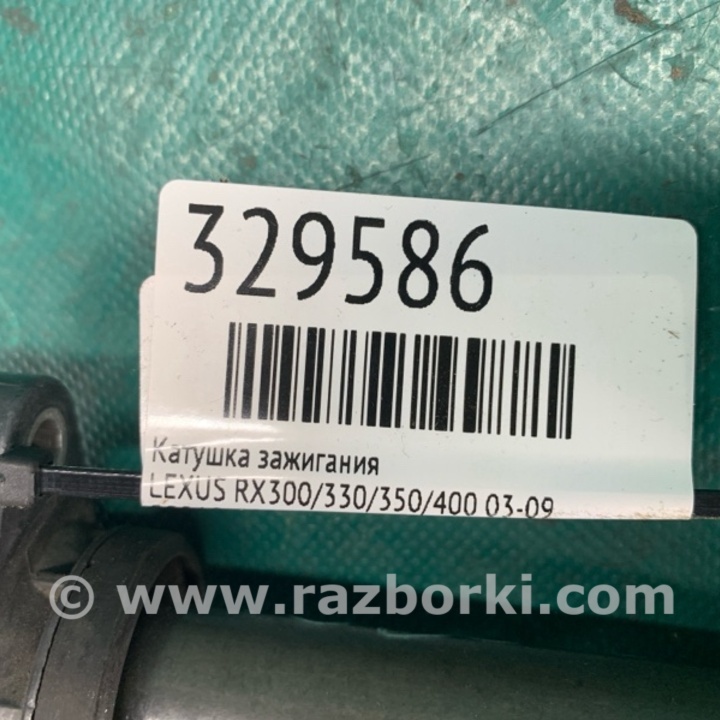 329586
Катушка зажигания
LEXUS RX300/330/350/400 03-09
© www.razborki.com